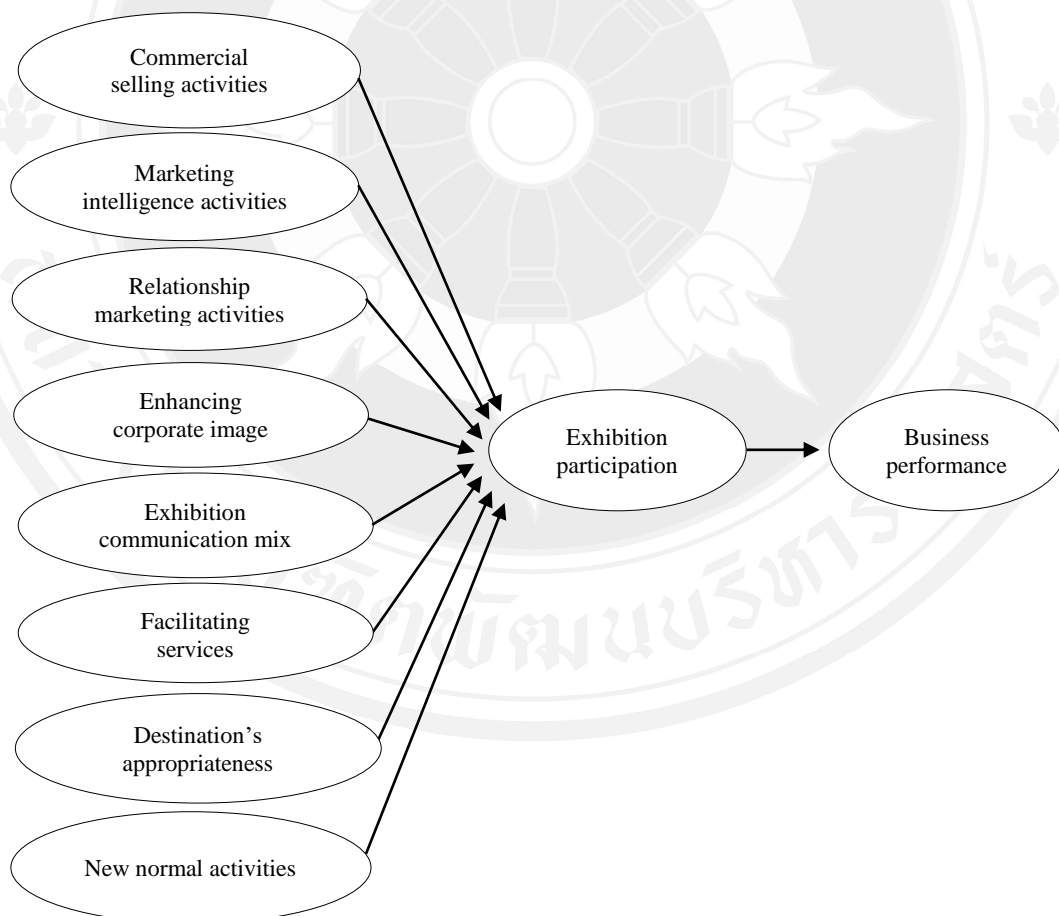 Commercial
selling activities
Marketing
intelligence activities
Relationship
marketing activities
Enhancing
corporate image
Exhibition
communication mix
Facilitating
services
Destination's
appropriateness
New normal activities
Exhibition
participation
Business
performance